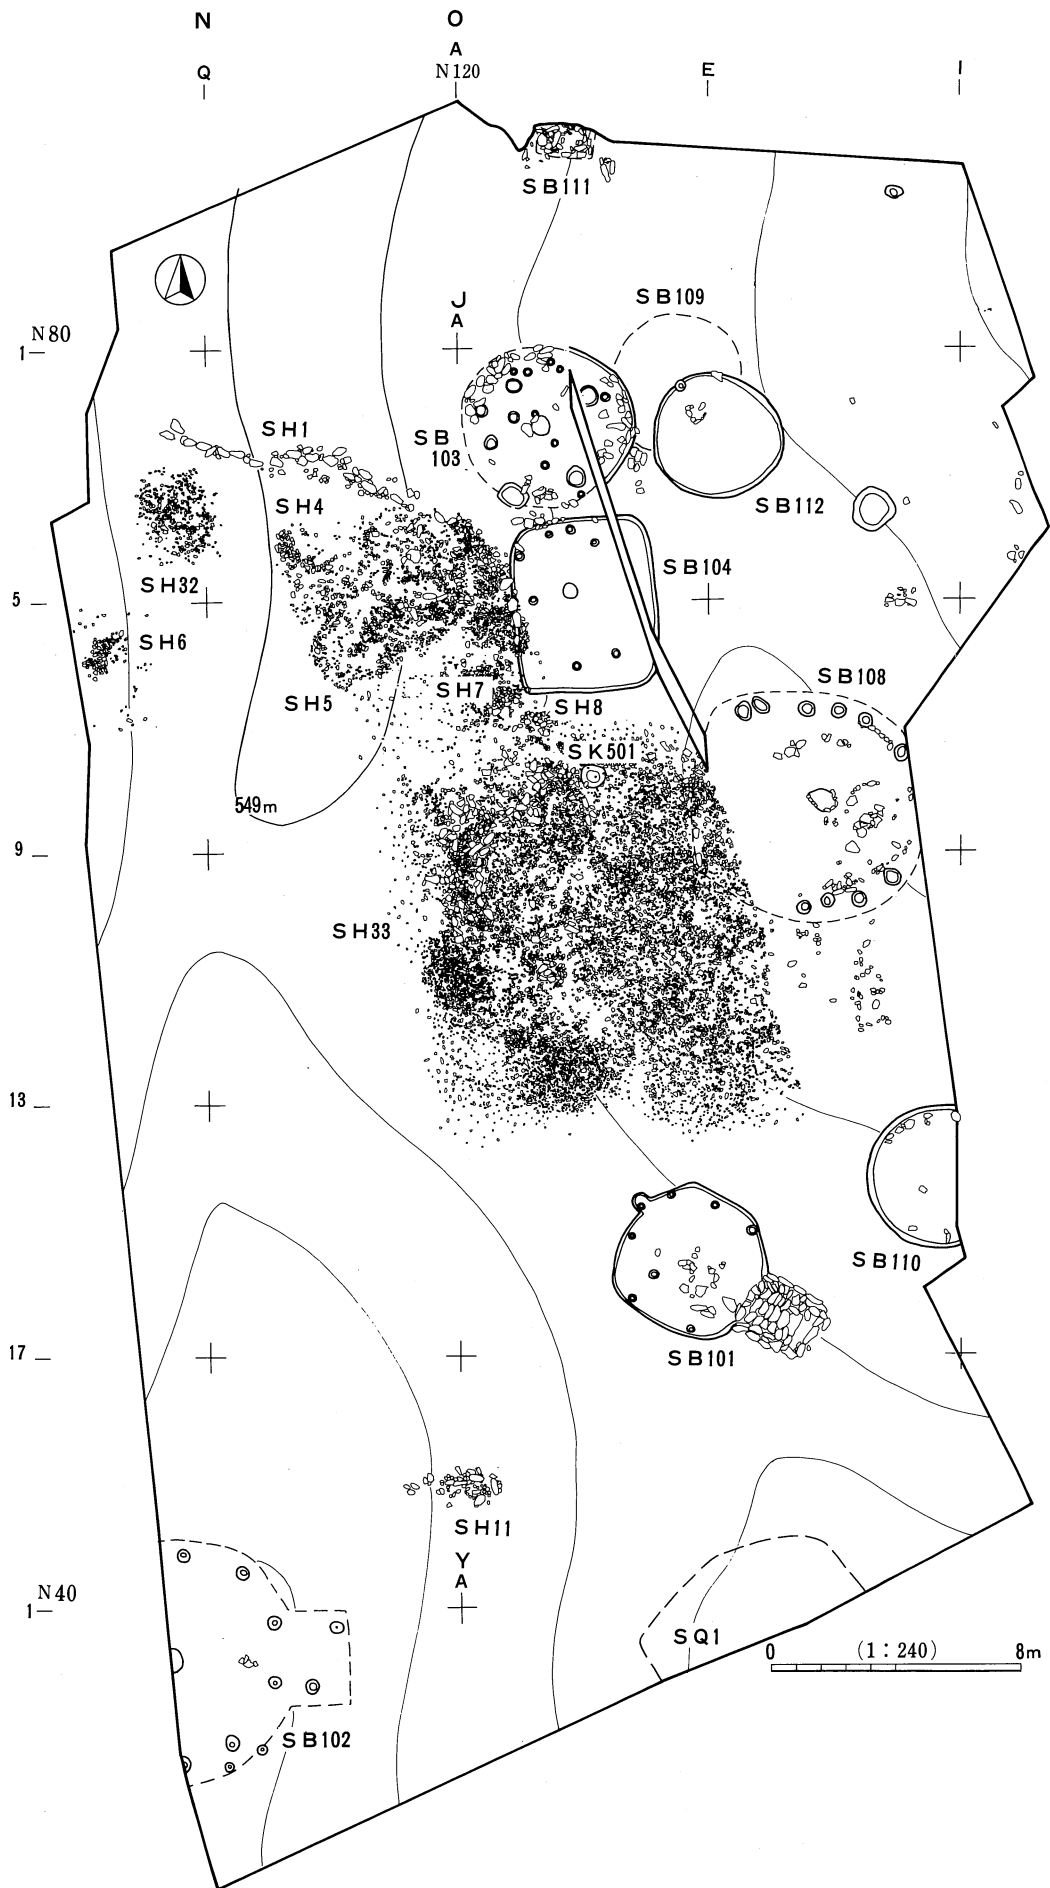 N
O
A
Q
N120
E
I
SB111
SB109
J
A
N80
1
SH1
SB
103
SH4
SB112
SB104
SH32
5
SH6
SB108
SH7
SH5
SH8
SK501
549m
9
SH33
13
SB110
17
SB101
SH11
Y
A
N40
1
SQ1
0
(1:240)
8m
SB102